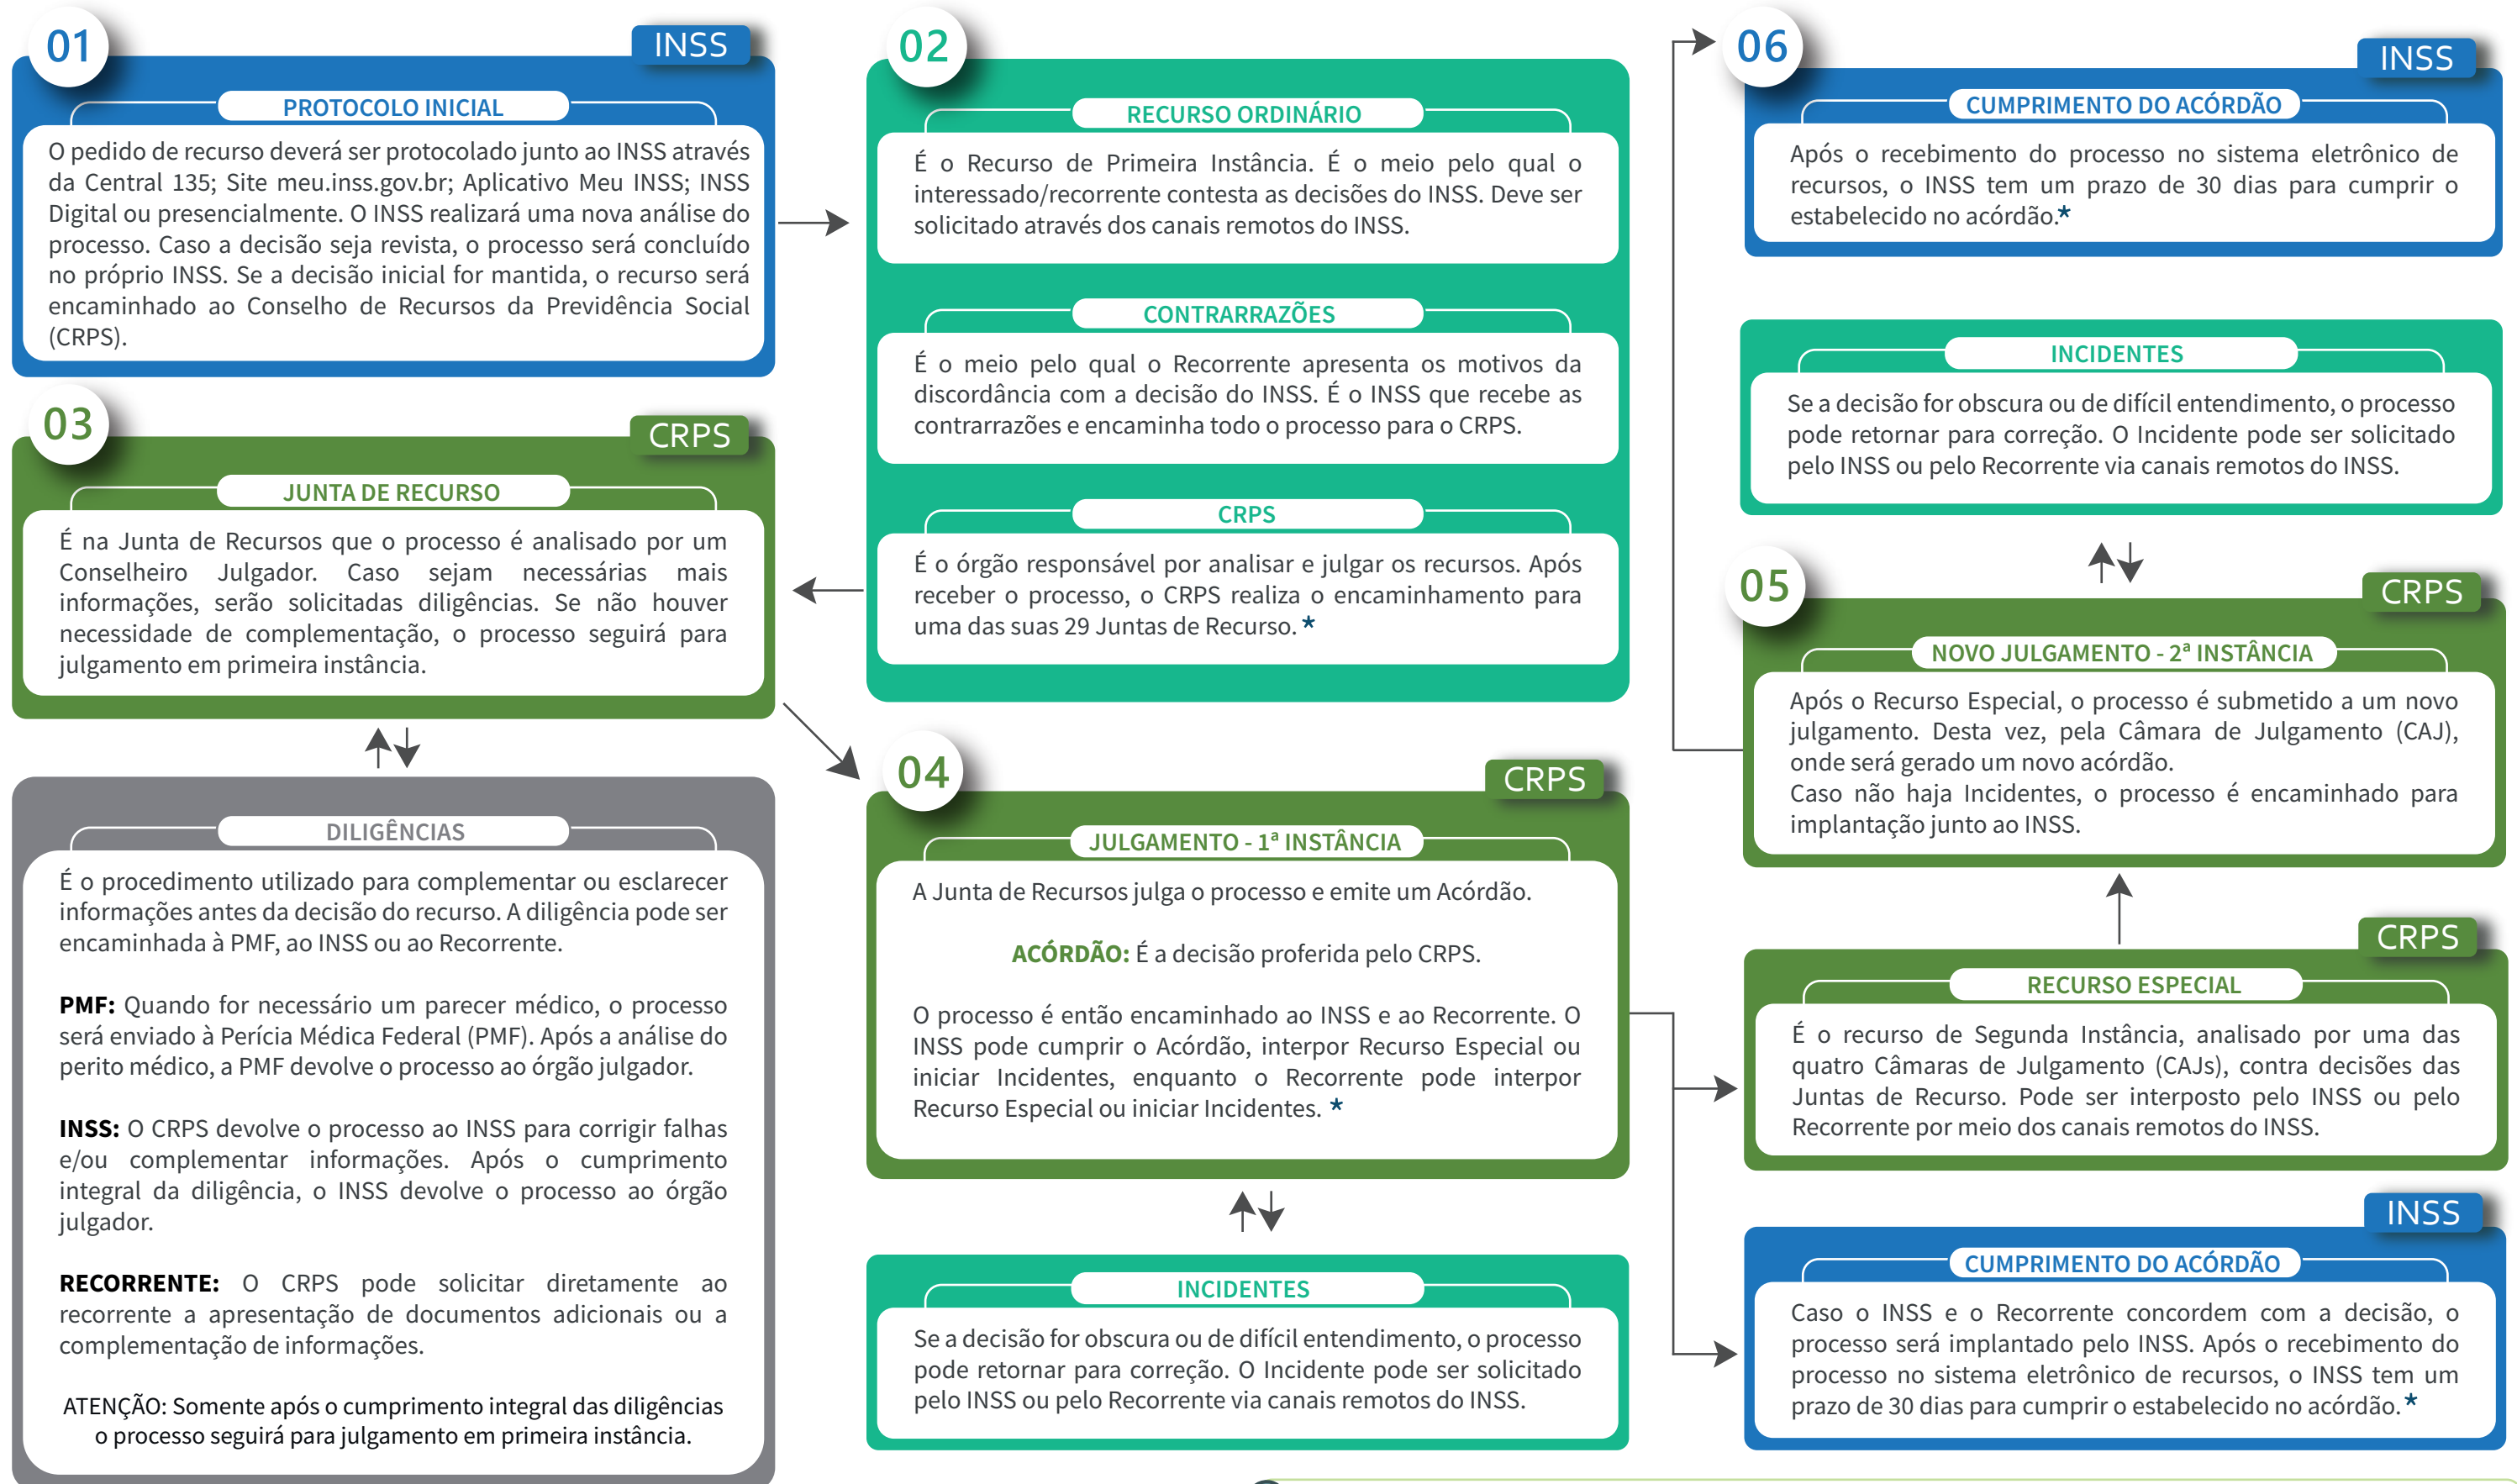 01
INSS
PROTOCOLO INICIAL
O pedido de recurso deverá ser protocolado junto ao INSS através
da Central 135; Site meu.inss.gov.br; Aplicativo Meu INSS; INSS
Digital ou presencialmente. O INSS realizará uma nova análise do
processo. Caso a decisão seja revista, o processo será concluído
no próprio INSS. Se a decisão inicial for mantida, o recurso será
encaminhado ao Conselho de Recursos da Previdência Social
(CRPS).
02
RECURSO ORDINÁRIO
É o Recurso de Primeira Instância. É o meio pelo qual o
interessado/recorrente contesta as decisões do INSS. Deve ser
solicitado através dos canais remotos do INSS.
CONTRARRAZÕES
É o meio pelo qual o Recorrente apresenta os motivos da
discordância com a decisão do INSS. É o INSS que recebe as
contrarrazões e encaminha todo o processo para o CRPS.
CRPS
É o órgão responsável por analisar e julgar os recursos. Após
receber o processo, o CRPS realiza o encaminhamento para
uma das suas 29 Juntas de Recurso. *
03
CRPS
JUNTA DE RECURSO
É na Junta de Recursos que o processo é analisado por um
Conselheiro Julgador. Caso sejam necessárias mais
informações, serão solicitadas diligências. Se não houver
necessidade de complementação, o processo seguirá para
julgamento em primeira instância.
DILIGÊNCIAS
É o procedimento utilizado para complementar ou esclarecer
informações antes da decisão do recurso. A diligência pode ser
encaminhada à PMF, ao INSS ou ao Recorrente.
PMF: Quando for necessário um parecer médico, o processo
será enviado à Perícia Médica Federal (PMF). Após a análise do
perito médico, a PMF devolve o processo ao órgão julgador.
INSS: O CRPS devolve o processo ao INSS para corrigir falhas
e/ou complementar informações. Após o cumprimento
integral da diligência, o INSS devolve o processo ao órgão
julgador.
RECORRENTE: O CRPS pode solicitar diretamente ao
recorrente a apresentação de documentos adicionais ou a
complementação de informações.
ATENÇÃO: Somente após o cumprimento integral das diligências
o processo seguirá para julgamento em primeira instância.
04
CRPS
JULGAMENTO - 1ª INSTÂNCIA
A Junta de Recursos julga o processo e emite um Acórdão.
ACÓRDÃO: É a decisão proferida pelo CRPS.
O processo é então encaminhado ao INSS e ao Recorrente. O
INSS pode cumprir o Acórdão, interpor Recurso Especial ou
iniciar Incidentes, enquanto o Recorrente pode interpor
Recurso Especial ou iniciar Incidentes. *
INCIDENTES
Se a decisão for obscura ou de difícil entendimento, o processo
pode retornar para correção. O Incidente pode ser solicitado
pelo INSS ou pelo Recorrente via canais remotos do INSS.
06
INSS
CUMPRIMENTO DO ACÓRDÃO
Após o recebimento do processo no sistema eletrônico de
recursos, o INSS tem um prazo de 30 dias para cumprir o
estabelecido no acórdão.*
INCIDENTES
Se a decisão for obscura ou de difícil entendimento, o processo
pode retornar para correção. O Incidente pode ser solicitado
pelo INSS ou pelo Recorrente via canais remotos do INSS.
05
CRPS
NOVO JULGAMENTO - 2ª INSTÂNCIA
Após o Recurso Especial, o processo é submetido a um novo
julgamento. Desta vez, pela Câmara de Julgamento (CAJ),
onde será gerado um novo acórdão.
Caso não haja Incidentes, o processo é encaminhado para
implantação junto ao INSS.
CRPS
RECURSO ESPECIAL
É o recurso de Segunda Instância, analisado por uma das
quatro Câmaras de Julgamento (CAJs), contra decisões das
Juntas de Recurso. Pode ser interposto pelo INSS ou pelo
Recorrente por meio dos canais remotos do INSS.
INSS
CUMPRIMENTO DO ACÓRDÃO
Caso o INSS e o Recorrente concordem com a decisão, o
processo será implantado pelo INSS. Após o recebimento do
processo no sistema eletrônico de recursos, o INSS tem um
prazo de 30 dias para cumprir o estabelecido no acórdão.*